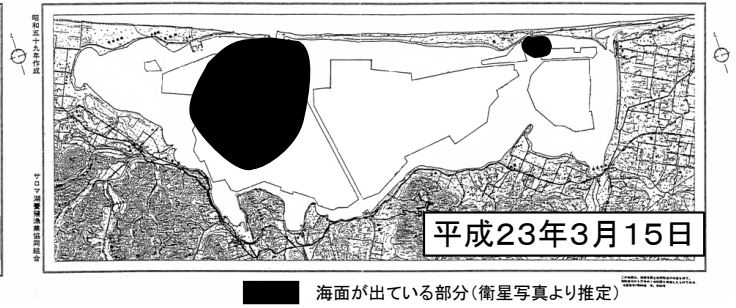 昭和五十九年作成
サロマ湖養殖漁業協同組合
平成23年3月15日
海面が出ている部分(衛星写真より推定)